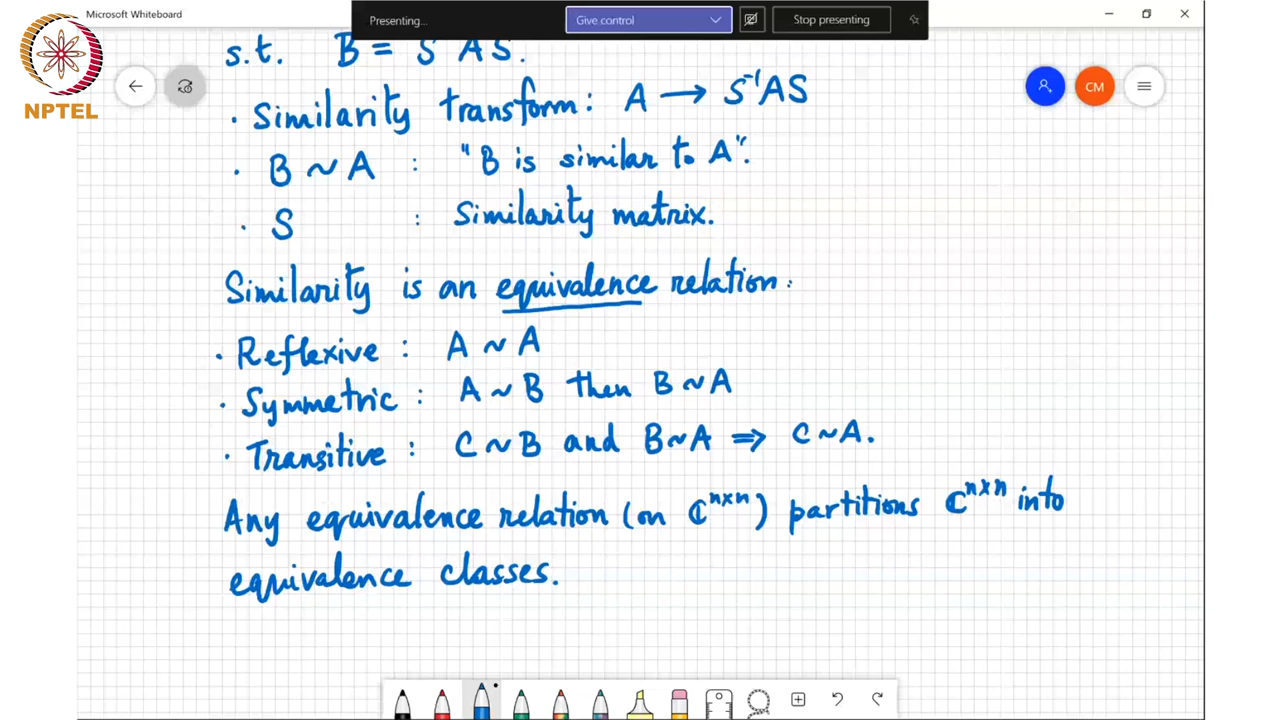 Microsoft Whiteboard
Presenting...
Give control
Stop presenting
NPTEL
CM
s.t. B = S AS.
· Similarity transform: A → S⁻¹AS
· B ~ A : "B is similar to A".
· S : Similarity matrix.
Similarity is an equivalence relation:
· Reflexive : A ~ A
· Symmetric : A ~ B then B ~ A
· Transitive : C ~ B and B ~ A ⇒ C ~ A.
Any equivalence relation (on ℂⁿˣⁿ) partitions ℂⁿˣⁿ into
equivalence classes.